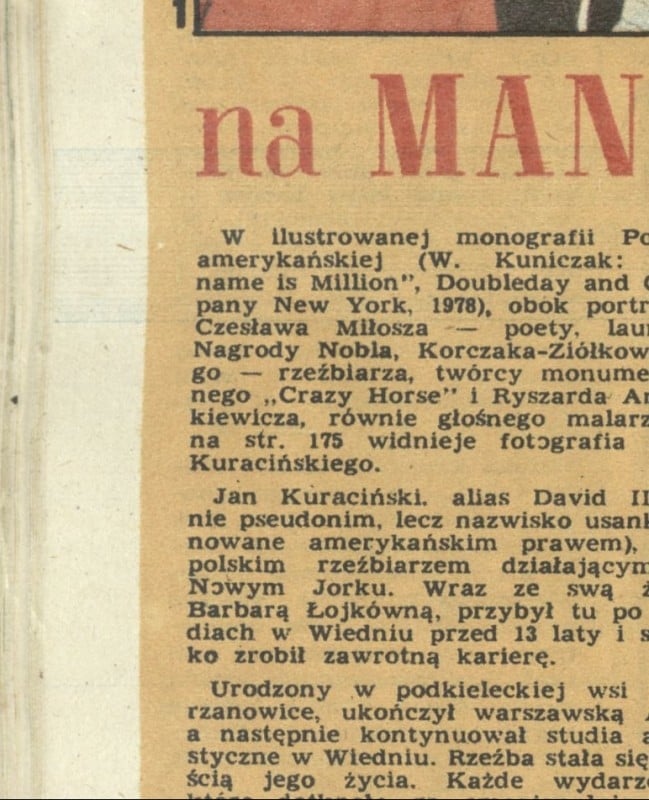 1
na MAN
W ilustrowanej monografii Po
amerykańskiej (W. Kuniczak:
name is Million”, Doubleday and C
pany New York, 1978), obok portr
Czesława Miłosza — poety, lau
Nagrody Nobla, Korczaka-Ziółkow
go — rzeźbiarza, twórcy monume
nego „Crazy Horse” i Ryszarda An
kiewicza, równie głośnego malarz
na str. 175 widnieje fotografia
Kuracińskiego.
Jan Kuraciński. alias David II
nie pseudonim, lecz nazwisko usank
nowane amerykańskim prawem),
polskim rzeźbiarzem działającym
Nowym Jorku. Wraz ze swą ż
Barbarą Łojkówną, przybył tu po
diach w Wiedniu przed 13 laty i s
ko zrobił zawrotną karierę.
Urodzony w podkieleckiej wsi
rzanowice, ukończył warszawską A
a następnie kontynuował studia a
styczne w Wiedniu. Rzeźba stała się
ścią jego życia. Każde wydarze